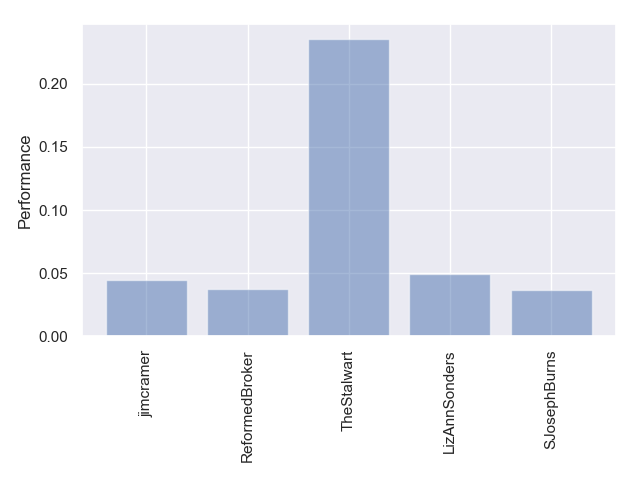 Performance
0.20
0.15
0.10
0.05
0.00
jimcramer
ReformedBroker
TheStalwart
LizAnnSonders
SJosephBurns